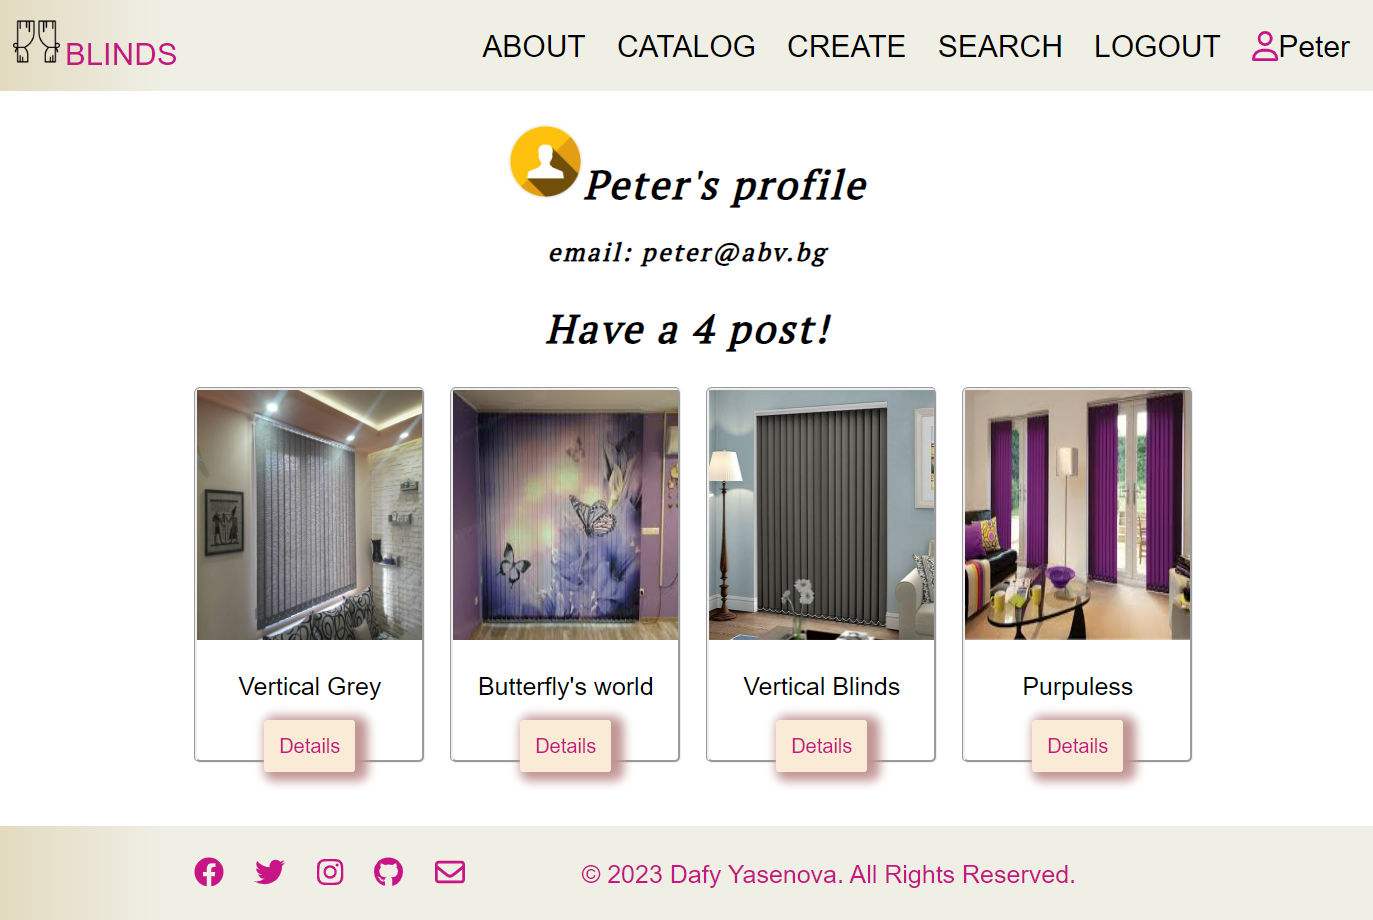 BLINDS
ABOUT CATALOG CREATE SEARCH LOGOUT Peter
Peter's profile
email: peter@abv.bg
Have a 4 post!
Vertical Grey Butterfly's world Vertical Blinds Purpuless
Details Details Details Details
© 2023 Dafy Yasenova. All Rights Reserved.